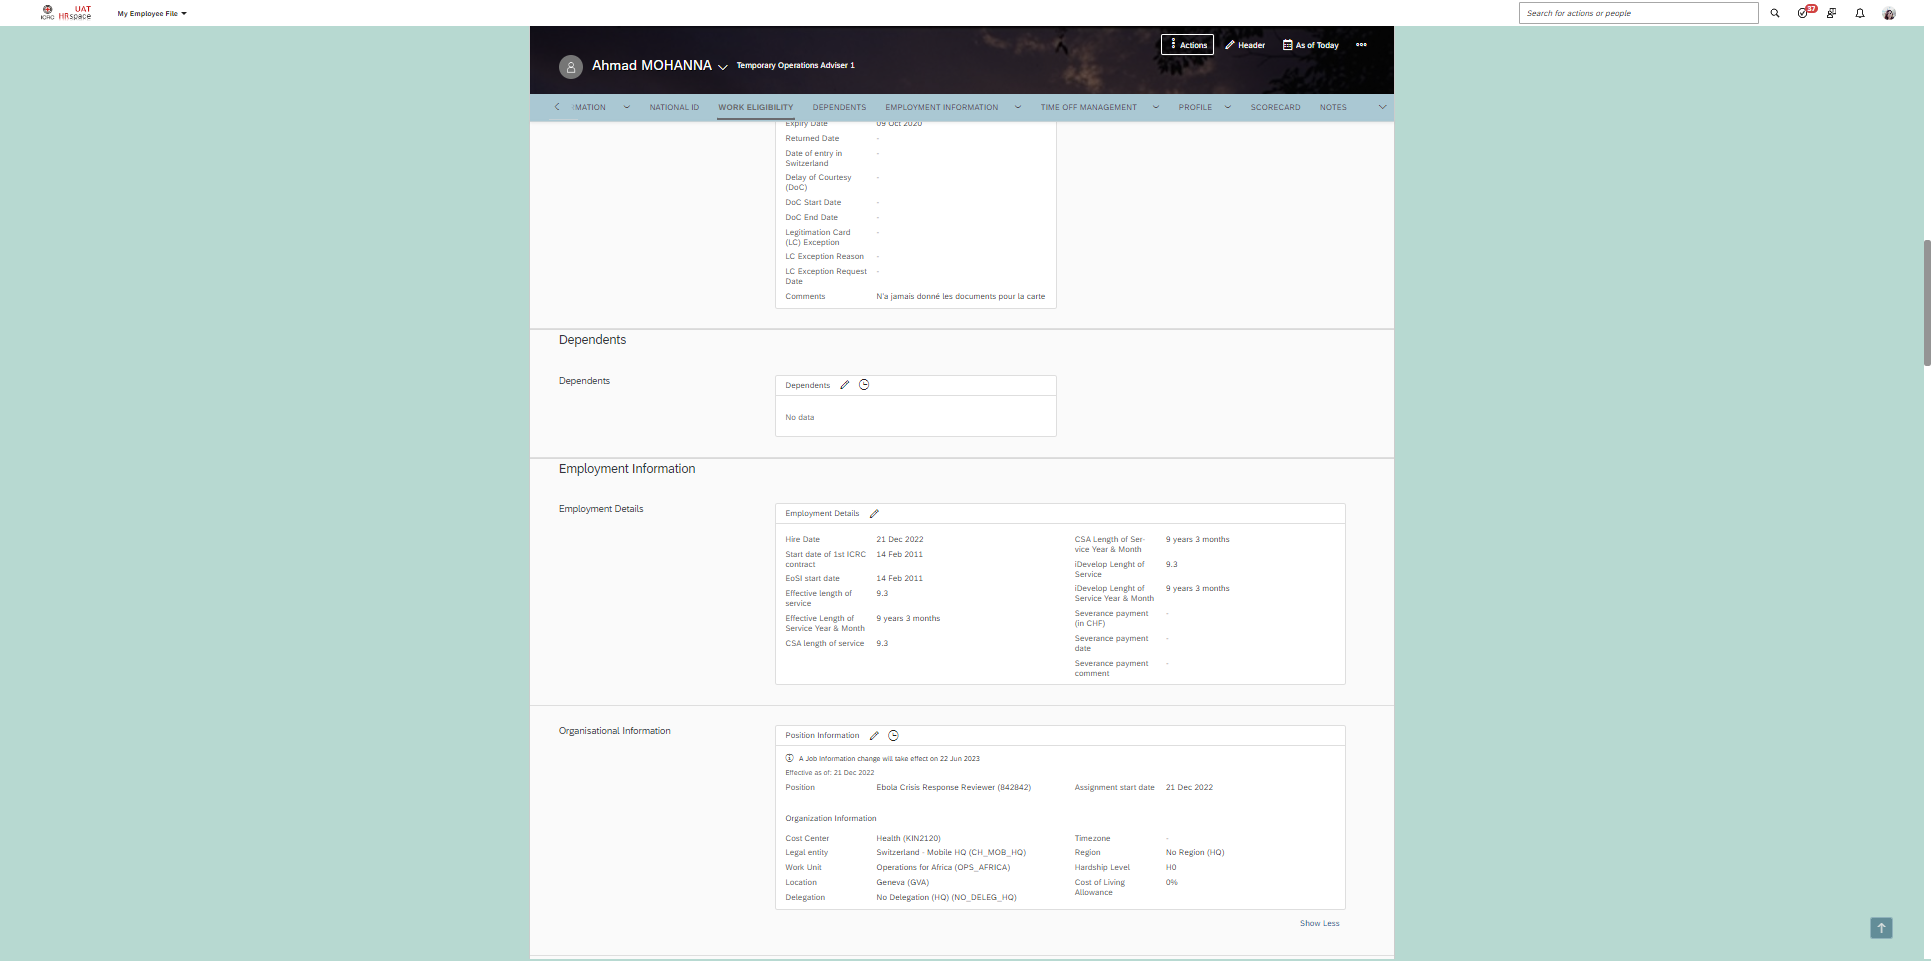 ICRC
UAT
HRspace
My Employee File
Search for actions or people
37
Ahmad MOHANNA
Temporary Operations Adviser 1
Actions
Header
As of Today
MATION
NATIONAL ID
WORK ELIGIBILITY
DEPENDENTS
EMPLOYMENT INFORMATION
TIME OFF MANAGEMENT
PROFILE
SCORECARD
NOTES
Expiry Date 09 Oct 2020
Returned Date -
Date of entry in -
Switzerland
Delay of Courtesy -
(DoC)
DoC Start Date -
DoC End Date -
Legitimation Card -
(LC) Exception
LC Exception Reason -
LC Exception Request -
Date
Comments N'a jamais donné les documents pour la carte
Dependents
Dependents
Dependents
No data
Employment Information
Employment Details
Employment Details
Hire Date 21 Dec 2022
Start date of 1st ICRC 14 Feb 2011
contract
EoSI start date 14 Feb 2011
Effective length of 9.3
service
Effective Length of 9 years 3 months
Service Year & Month
CSA length of service 9.3
CSA Length of Ser- 9 years 3 months
vice Year & Month
iDevelop Lenght of 9.3
Service
iDevelop Lenght of 9 years 3 months
Service Year & Month
Severance payment -
(in CHF)
Severance payment -
date
Severance payment -
comment
Organisational Information
Position Information
A Job Information change will take effect on 22 Jun 2023
Effective as of: 21 Dec 2022
Position Ebola Crisis Response Reviewer (842842)
Assignment start date 21 Dec 2022
Organization Information
Cost Center Health (KIN2120)
Legal entity Switzerland - Mobile HQ (CH_MOB_HQ)
Work Unit Operations for Africa (OPS_AFRICA)
Location Geneva (GVA)
Delegation No Delegation (HQ) (NO_DELEG_HQ)
Timezone -
Region No Region (HQ)
Hardship Level H0
Cost of Living 0%
Allowance
Show Less